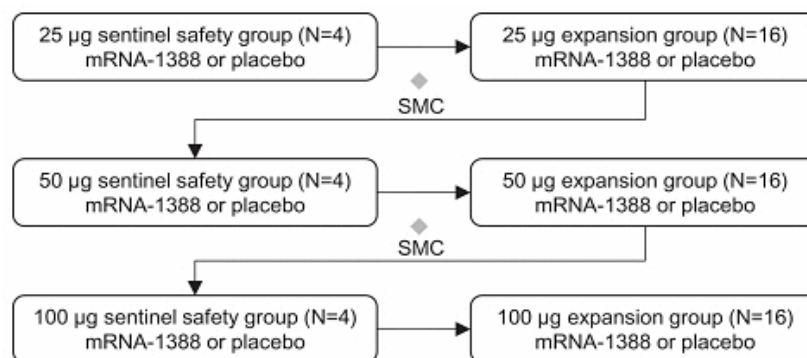 25 µg sentinel safety group (N=4)
mRNA-1388 or placebo
25 µg expansion group (N=16)
mRNA-1388 or placebo
SMC
50 µg sentinel safety group (N=4)
mRNA-1388 or placebo
50 µg expansion group (N=16)
mRNA-1388 or placebo
SMC
100 µg sentinel safety group (N=4)
mRNA-1388 or placebo
100 µg expansion group (N=16)
mRNA-1388 or placebo